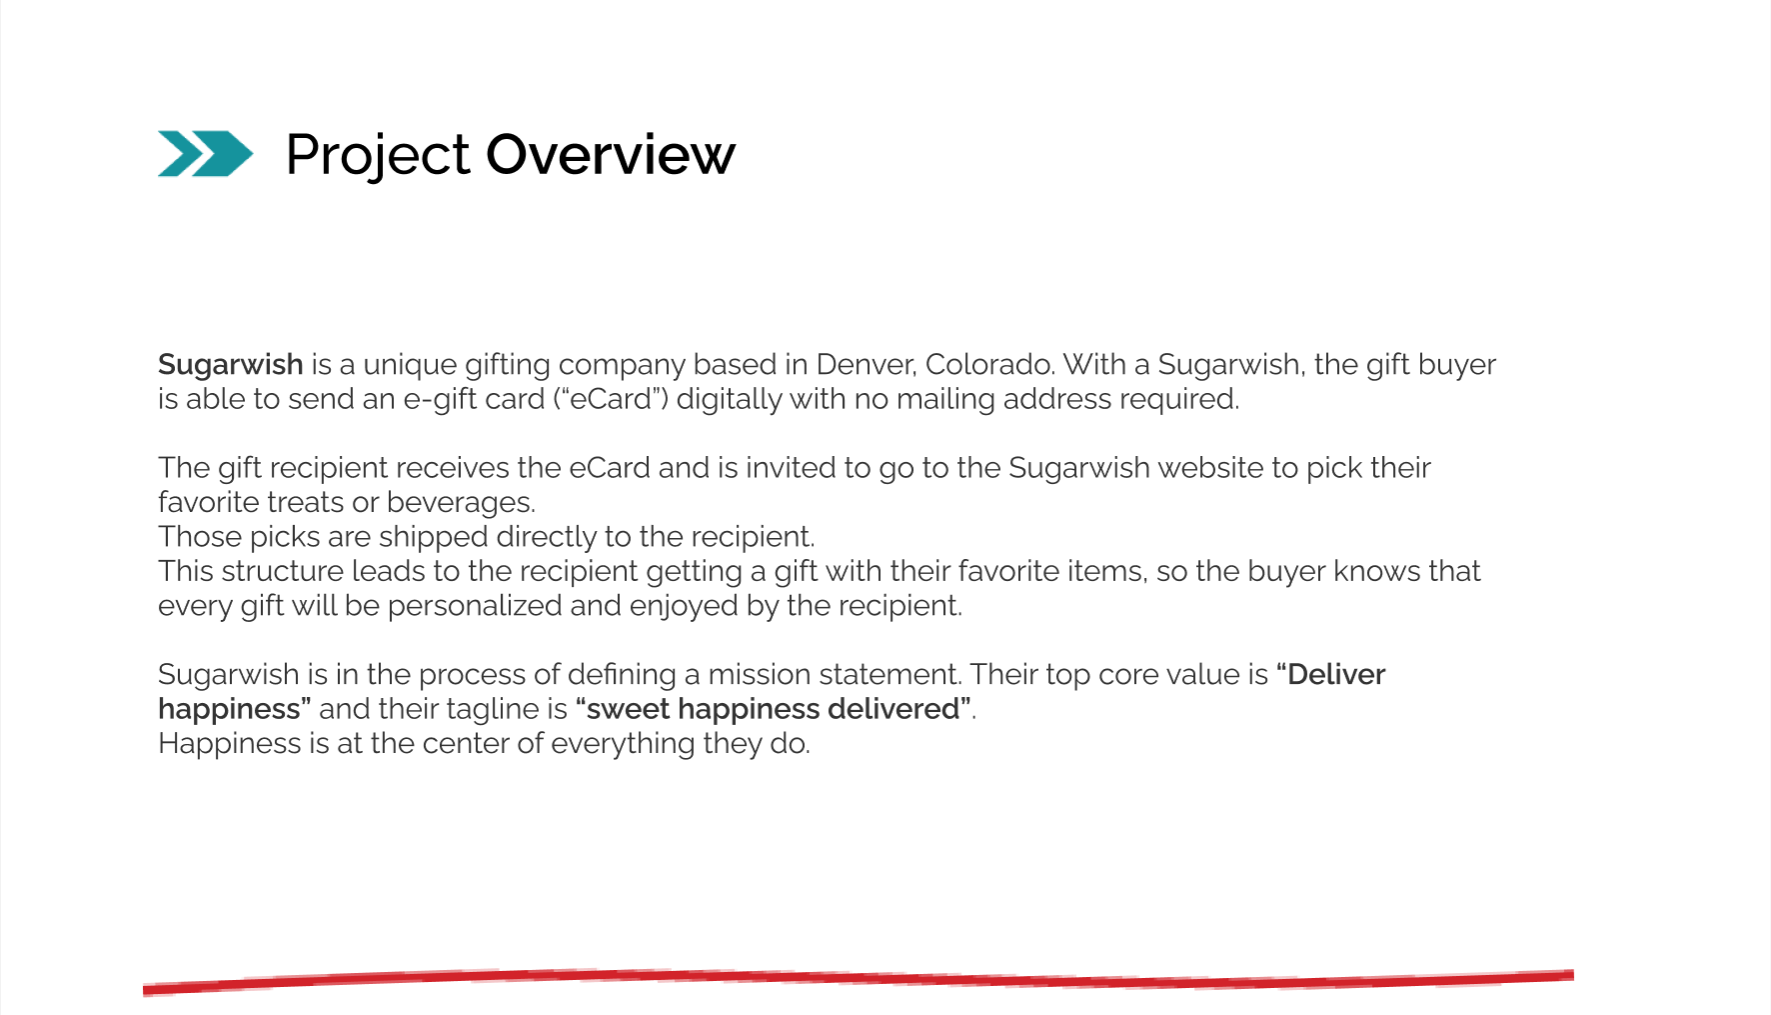 Project Overview
Sugarwish is a unique gifting company based in Denver, Colorado. With a Sugarwish, the gift buyer
is able to send an e-gift card (“eCard”) digitally with no mailing address required.
The gift recipient receives the eCard and is invited to go to the Sugarwish website to pick their
favorite treats or beverages.
Those picks are shipped directly to the recipient.
This structure leads to the recipient getting a gift with their favorite items, so the buyer knows that
every gift will be personalized and enjoyed by the recipient.
Sugarwish is in the process of defining a mission statement. Their top core value is “Deliver
happiness” and their tagline is “sweet happiness delivered”.
Happiness is at the center of everything they do.